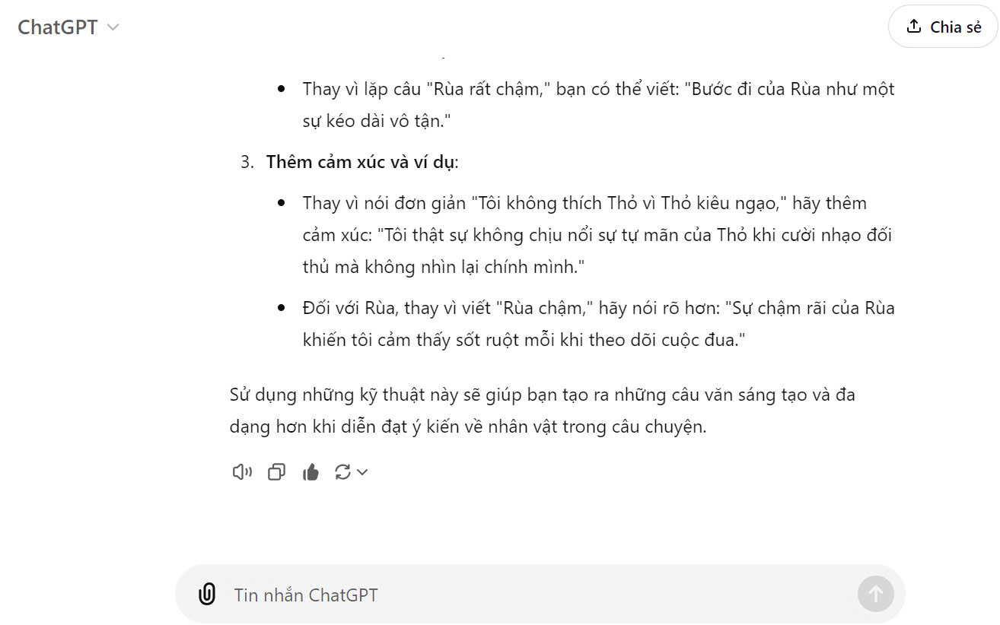 ChatGPT
Chia sẻ
Thay vì lặp câu "Rùa rất chậm," bạn có thể viết: "Bước đi của Rùa như một
sự kéo dài vô tận."
3. Thêm cảm xúc và ví dụ:
Thay vì nói đơn giản "Tôi không thích Thỏ vì Thỏ kiêu ngạo," hãy thêm
cảm xúc: "Tôi thật sự không chịu nổi sự tự mãn của Thỏ khi cười nhạo đối
thủ mà không nhìn lại chính mình."
Đối với Rùa, thay vì viết "Rùa chậm," hãy nói rõ hơn: "Sự chậm rãi của Rùa
khiến tôi cảm thấy sốt ruột mỗi khi theo dõi cuộc đua."
Sử dụng những kỹ thuật này sẽ giúp bạn tạo ra những câu văn sáng tạo và đa
dạng hơn khi diễn đạt ý kiến về nhân vật trong câu chuyện.
Tin nhắn ChatGPT